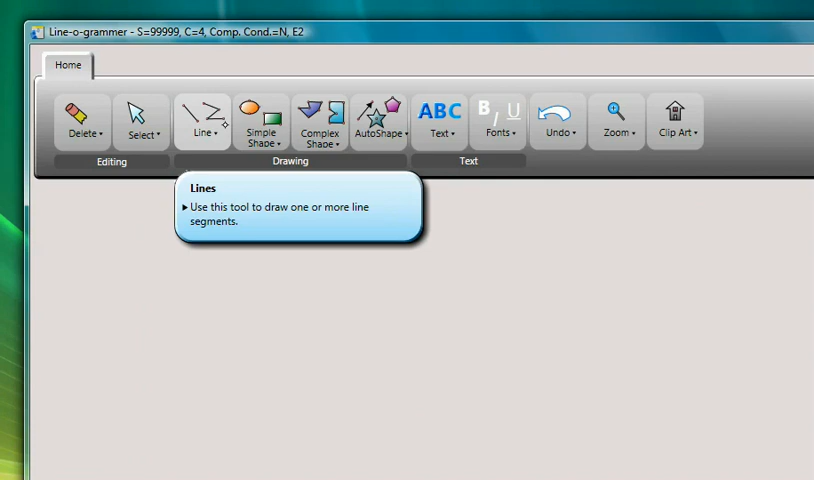 Line-o-grammer - S=99999, C=4, Comp. Cond.=N, E2
Home
Delete
Select
Line
Simple
Shape
Complex
Shape
AutoShape
ABC
Text
B I U
Fonts
Undo
Zoom
Clip Art
Editing
Drawing
Text
Lines
Use this tool to draw one or more line
segments.